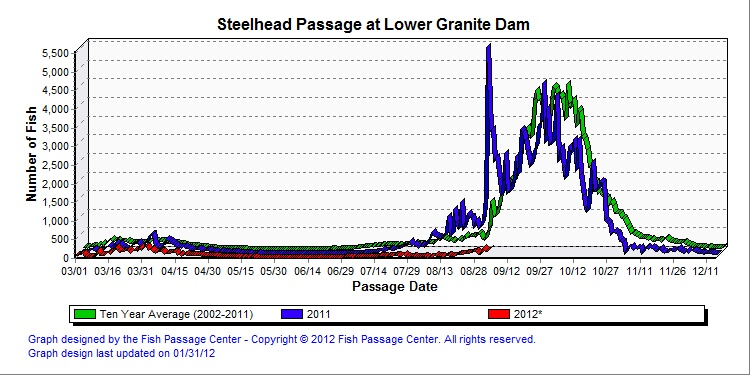 Steelhead Passage at Lower Granite Dam
Number of Fish
5,500
5,000
4,500
4,000
3,500
3,000
2,500
2,000
1,500
1,000
500
0
03/01 03/16 03/31 04/15 04/30 05/15 05/30 06/14 06/29 07/14 07/29 08/13 08/28 09/12 09/27 10/12 10/27 11/11 11/26 12/11
Passage Date
Ten Year Average (2002-2011) 2011 2012*
Graph designed by the Fish Passage Center - Copyright © 2012 Fish Passage Center. All rights reserved.
Graph design last updated on 01/31/12